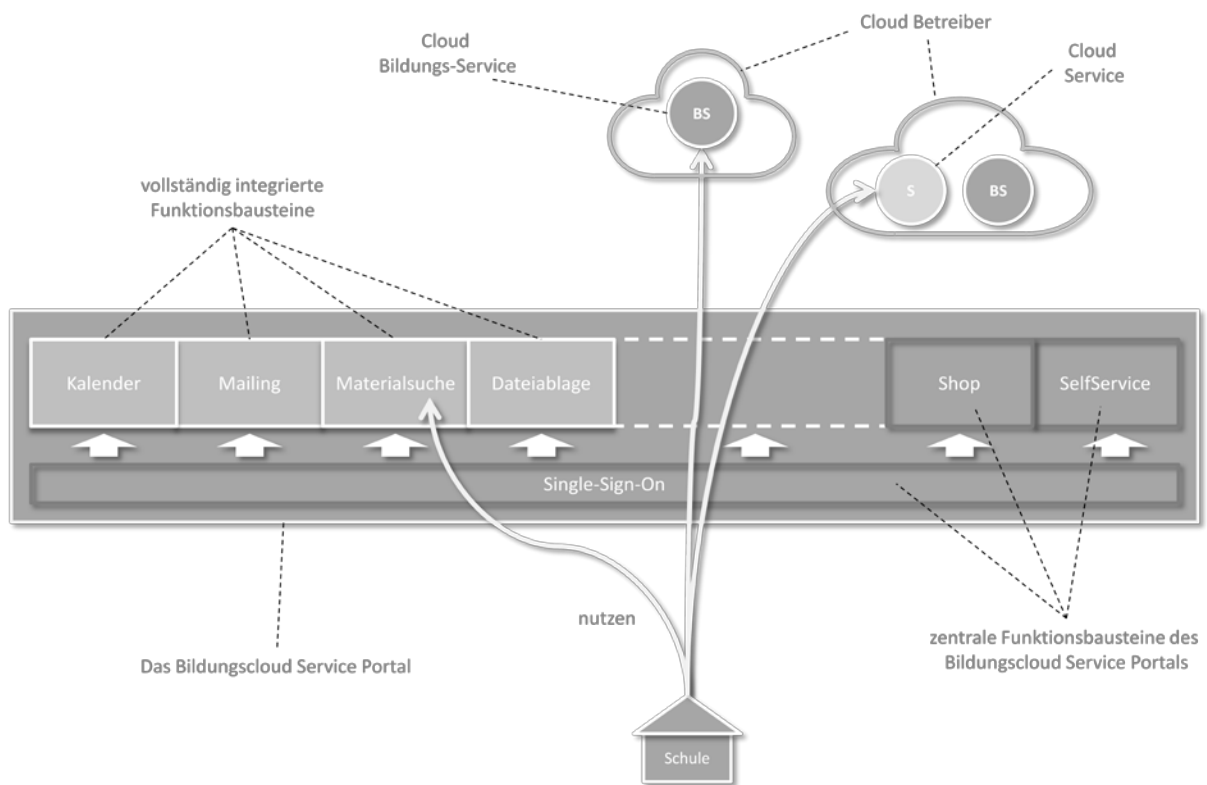 Cloud Betreiber
Cloud
Bildungs-Service
Cloud
Service
BS
S
BS
vollständig integrierte
Funktionsbausteine
Kalender
Mailing
Materialsuche
Dateiablage
Shop
SelfService
Single-Sign-On
nutzen
Das Bildungscloud Service Portal
zentrale Funktionsbausteine des
Bildungscloud Service Portals
Schule